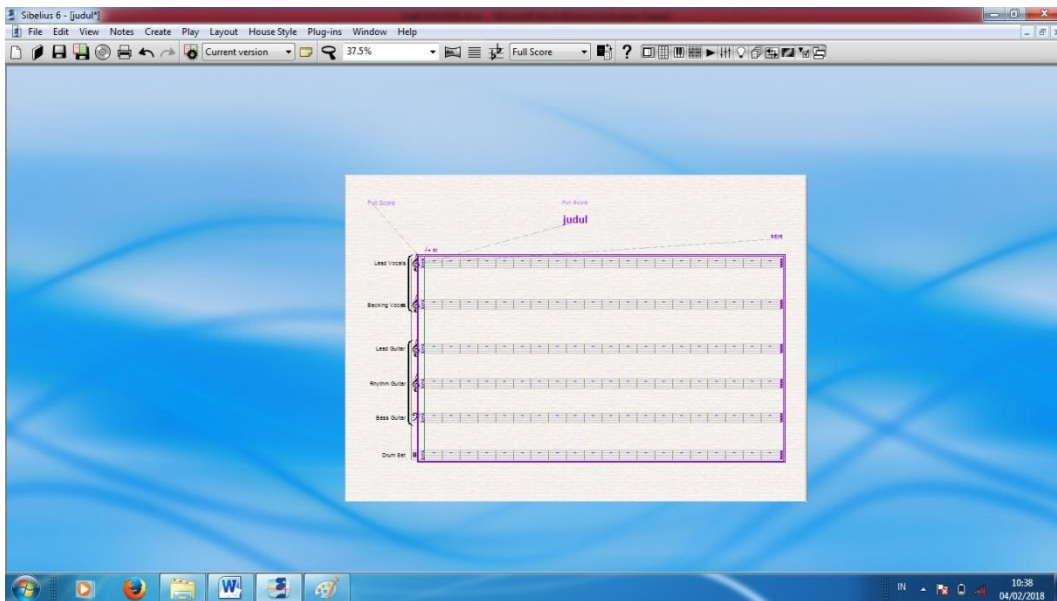 Sibelius 6 - [judul*]
File Edit View Notes Create Play Layout House Style Plug-ins Window Help
Current version 37.5% Full Score
Full Score
Full Score
judul
Lead Vocals
Backing Vocals
Lead Guitar
Rhythm Guitar
Bass Guitar
Drum Set
W
IN
10:38
04/02/2018